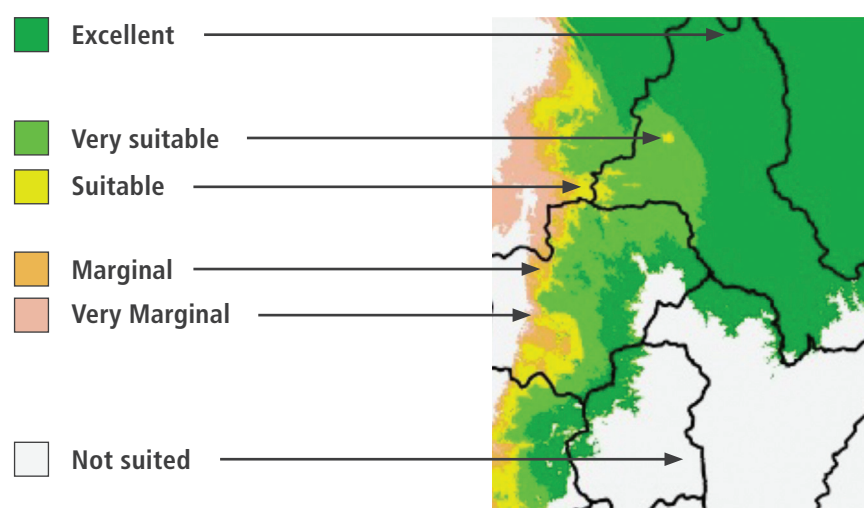 Excellent
Very suitable
Suitable
Marginal
Very Marginal
Not suited